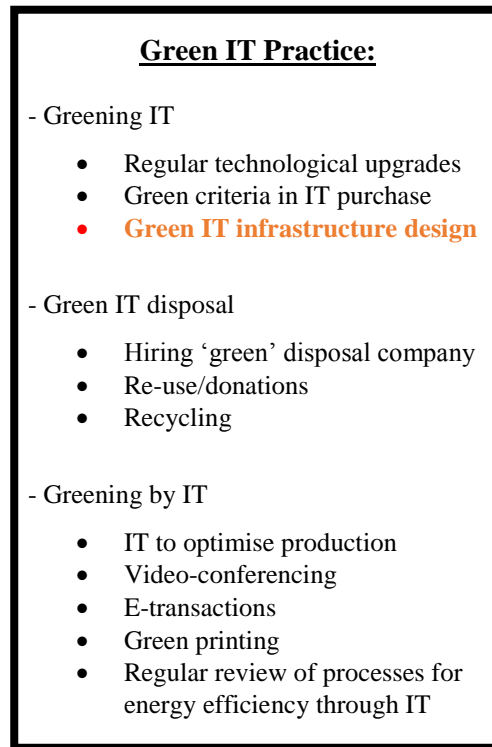 Green IT Practice:
- Greening IT
• Regular technological upgrades
• Green criteria in IT purchase
• Green IT infrastructure design
- Green IT disposal
• Hiring ‘green’ disposal company
• Re-use/donations
• Recycling
- Greening by IT
• IT to optimise production
• Video-conferencing
• E-transactions
• Green printing
• Regular review of processes for
energy efficiency through IT